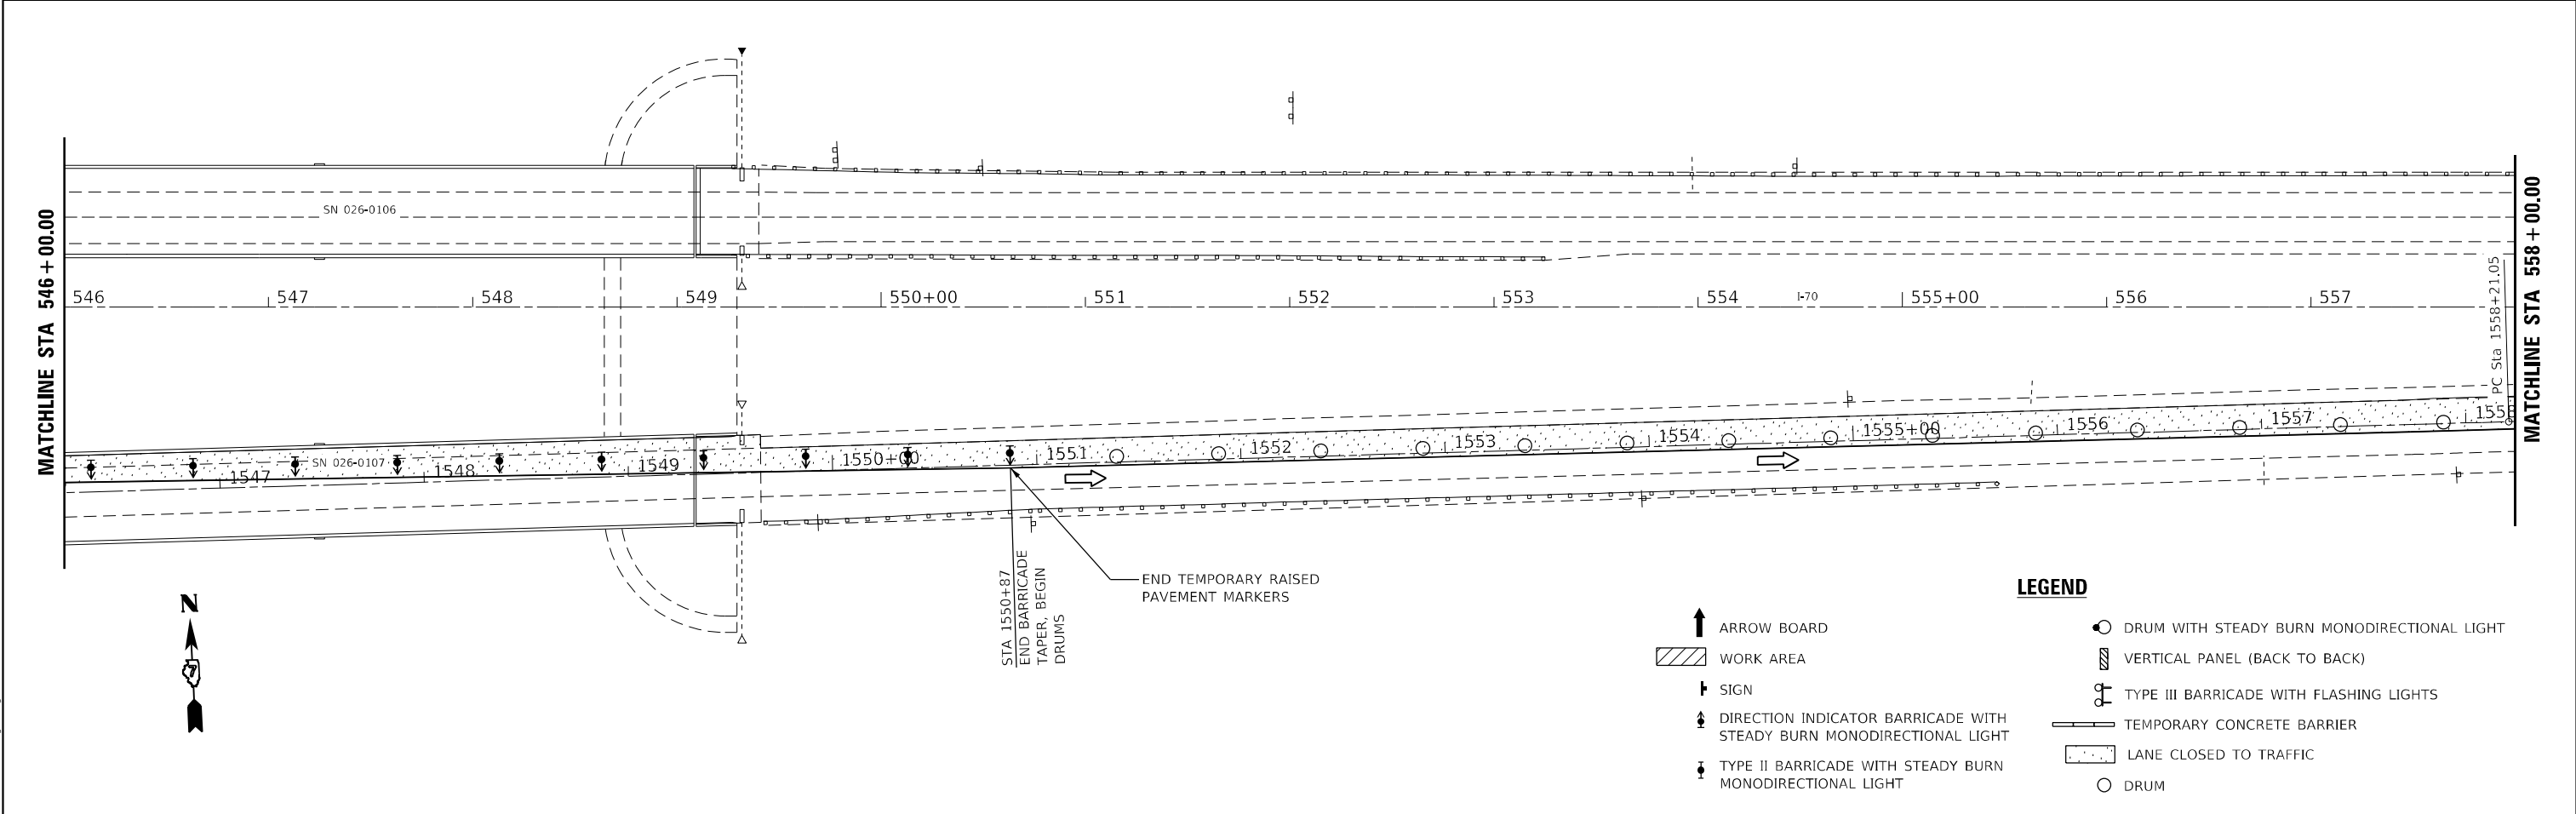 MATCHLINE STA 546+00.00
SN 026-0106
546 547 548 549 550+00 551 552 553 554 I-70 555+00 556 557
PC Sta 1558+21.05
MATCHLINE STA 558+00.00
SN 026-0107
1547 1548 1549 1550+00 1551 1552 1553 1554 1555+00 1556 1557
STA 1550+87
END BARRICADE
TAPER, BEGIN
DRUMS
END TEMPORARY RAISED
PAVEMENT MARKERS
N
7
LEGEND
ARROW BOARD
WORK AREA
SIGN
DIRECTION INDICATOR BARRICADE WITH
STEADY BURN MONODIRECTIONAL LIGHT
TYPE II BARRICADE WITH STEADY BURN
MONODIRECTIONAL LIGHT
DRUM WITH STEADY BURN MONODIRECTIONAL LIGHT
VERTICAL PANEL (BACK TO BACK)
TYPE III BARRICADE WITH FLASHING LIGHTS
TEMPORARY CONCRETE BARRIER
LANE CLOSED TO TRAFFIC
DRUM